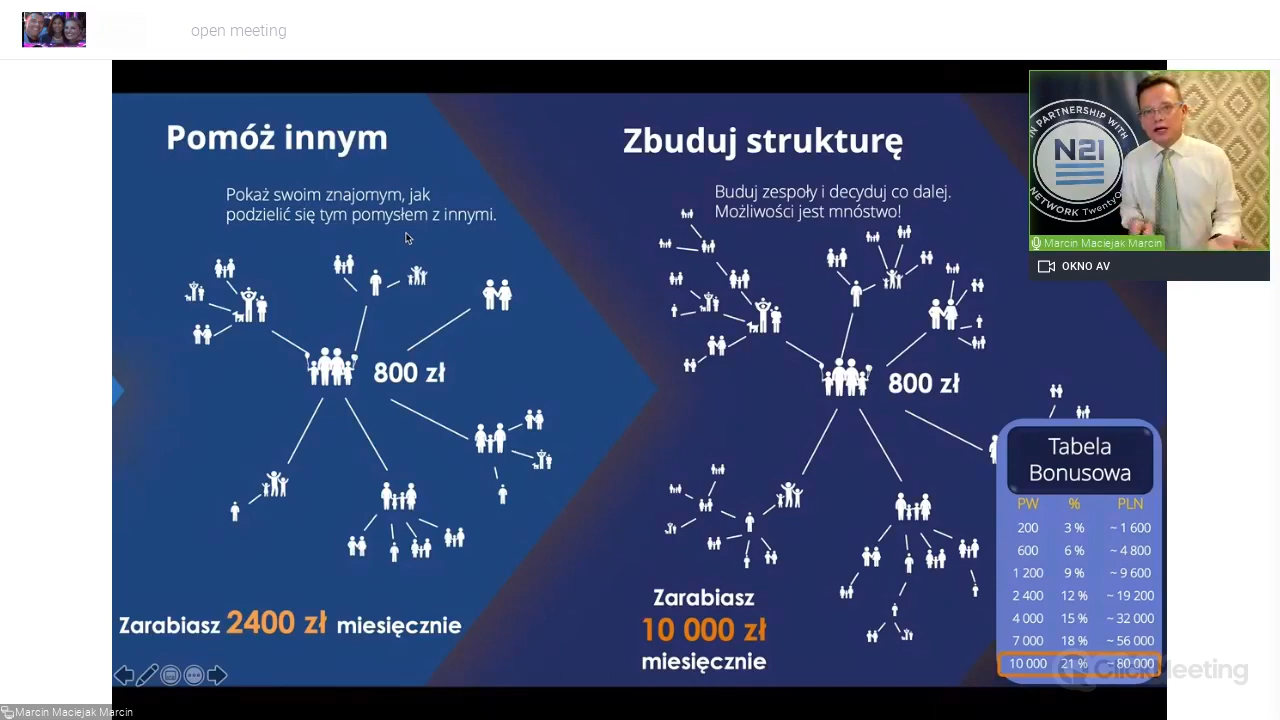 open meeting
Pomóż innym
Pokaż swoim znajomym, jak
podzielić się tym pomysłem z innymi.
800 zł
Zarabiasz 2400 zł miesięcznie
Zbuduj strukturę
Buduj zespoły i decyduj co dalej.
Możliwości jest mnóstwo!
800 zł
Zarabiasz
10 000 zł
miesięcznie
IN PARTNERSHIP WITH
N21
NETWORK
Marcin Maciejak Marcin
OKNO AV
Tabela
Bonusowa
PW % PLN
200 3 % ~ 1 600
600 6 % ~ 4 800
1 200 9 % ~ 9 600
2 400 12 % ~ 19 200
4 000 15 % ~ 32 000
7 000 18 % ~ 56 000
10 000 21 % ~ 80 000
ClickMeeting
Marcin Maciejak Marcin